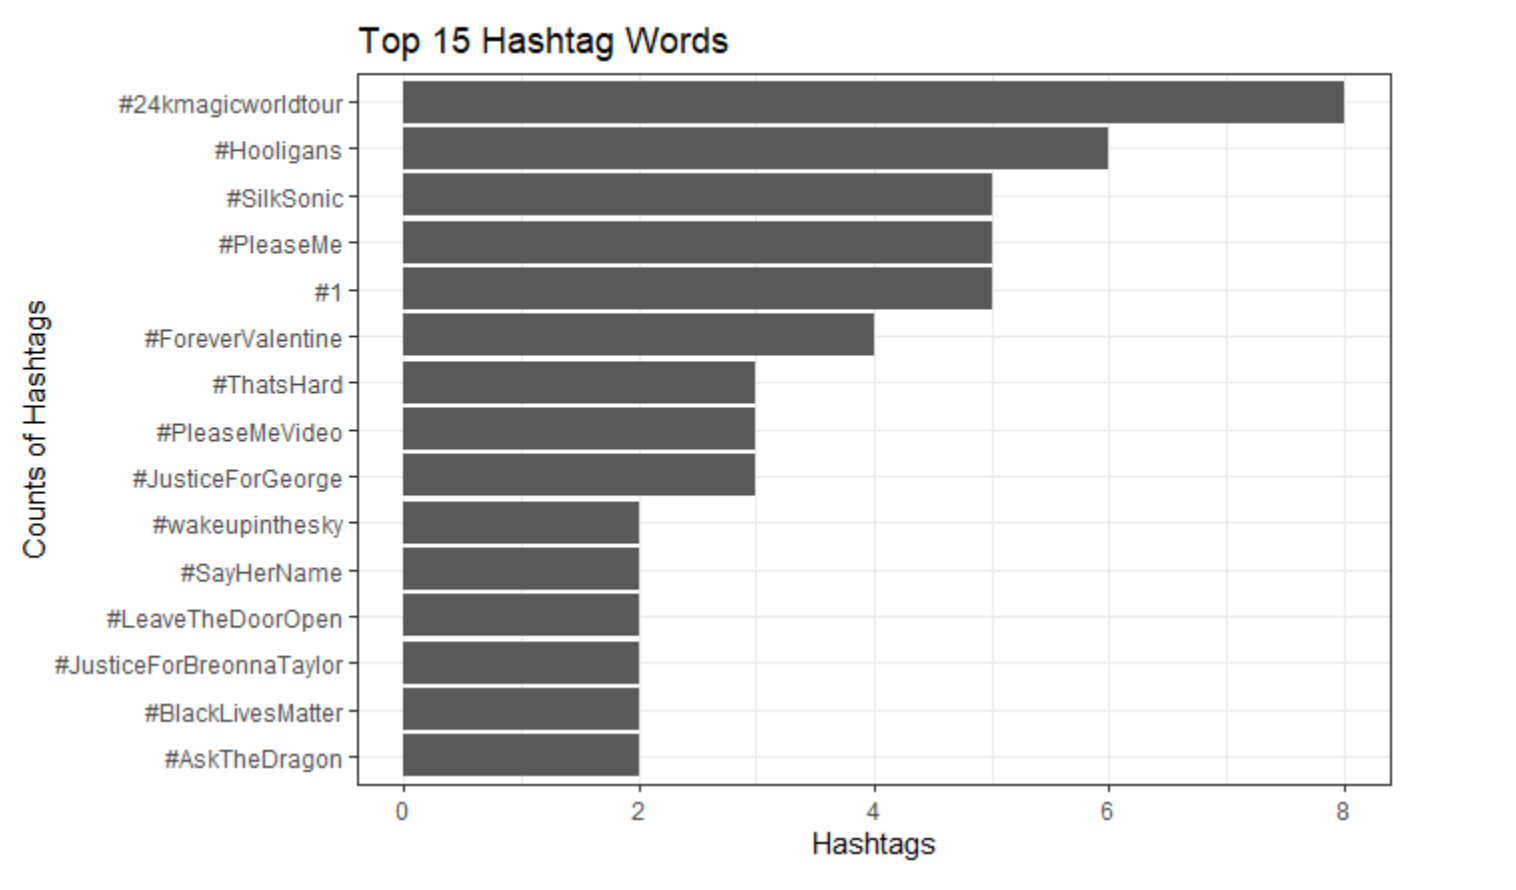 Top 15 Hashtag Words
#24kmagicworldtour
#Hooligans
#SilkSonic
#PleaseMe
#1
#ForeverValentine
#ThatsHard
#PleaseMeVideo
#JusticeForGeorge
#wakeupinthesky
#SayHerName
#LeaveTheDoorOpen
#JusticeForBreonnaTaylor
#BlackLivesMatter
#AskTheDragon
Counts of Hashtags
0 2 4 6 8
Hashtags